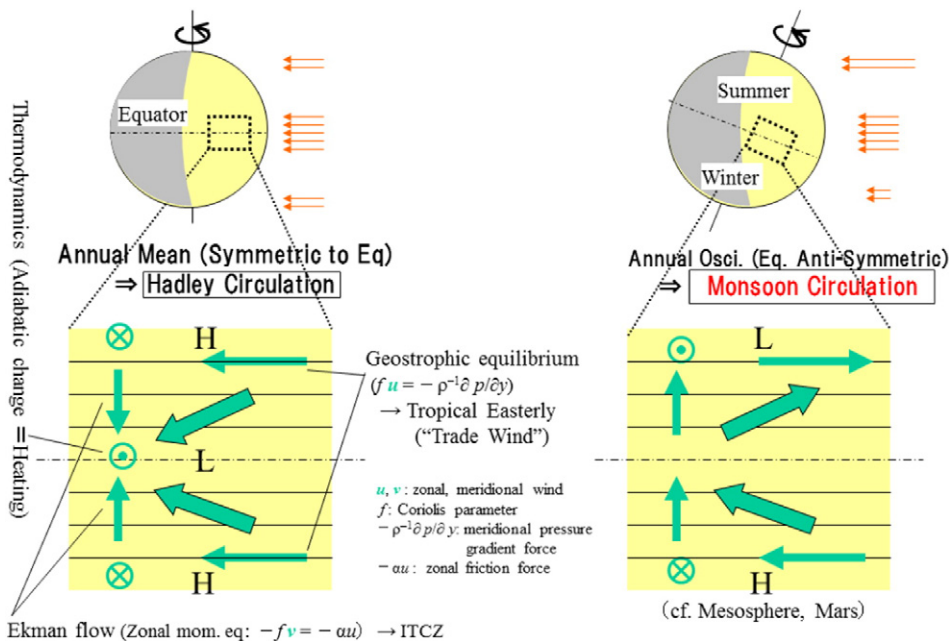 Equator
Summer
Winter
Thermodynamics (Adiabatic change =Heating)
Annual Mean (Symmetric to Eq)
⇒ Hadley Circulation
Annual Osci. (Eq. Anti-Symmetric)
⇒ Monsoon Circulation
H
L
H
Geostrophic equilibrium
(f u = − ρ⁻¹∂ p/∂y)
→ Tropical Easterly
(“Trade Wind”)
u, v : zonal, meridional wind
f: Coriolis parameter
− ρ⁻¹∂ p/∂ y: meridional pressure
gradient force
− αu : zonal friction force
L
H
(cf. Mesosphere, Mars)
Ekman flow (Zonal mom. eq: −f v = − αu) → ITCZ